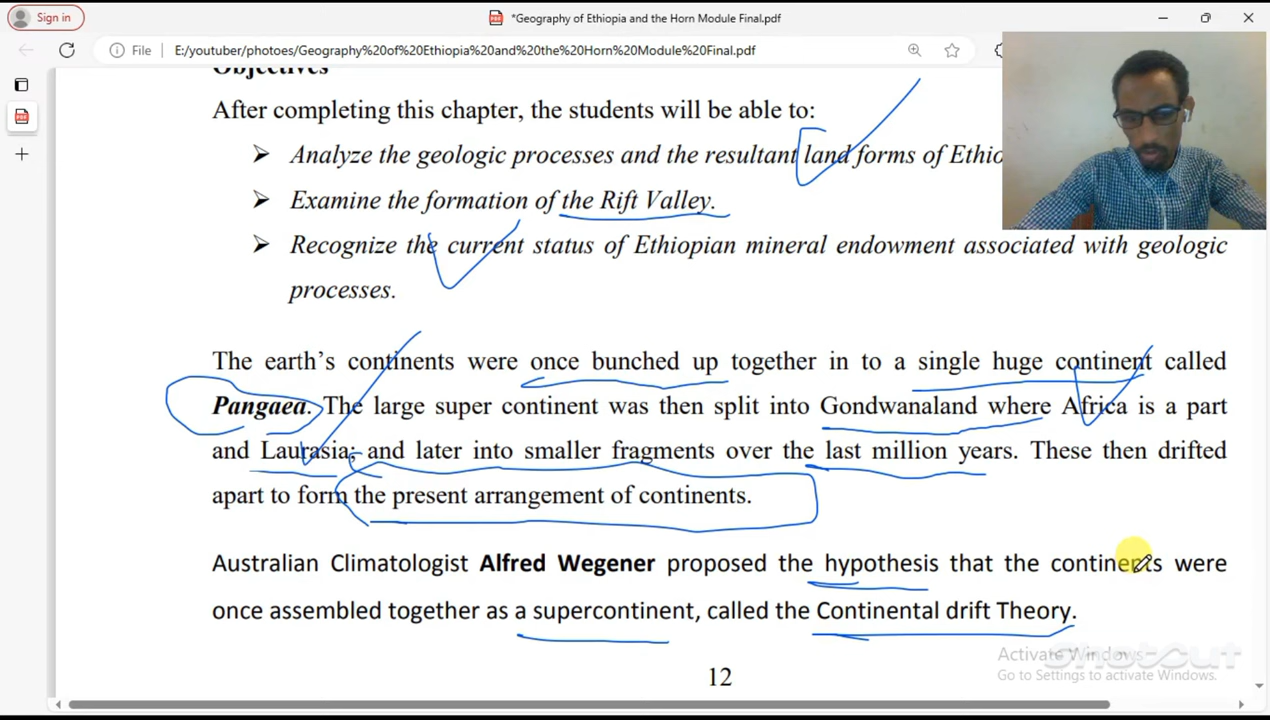 Sign in
*Geography of Ethiopia and the Horn Module Final.pdf
File
E:/youtuber/photoes/Geography%20of%20Ethiopia%20and%20the%20Horn%20Module%20Final.pdf
Objectives
After completing this chapter, the students will be able to:
➢ Analyze the geologic processes and the resultant land forms of Ethio
➢ Examine the formation of the Rift Valley.
➢ Recognize the current status of Ethiopian mineral endowment associated with geologic
processes.
The earth’s continents were once bunched up together in to a single huge continent called
Pangaea. The large super continent was then split into Gondwanaland where Africa is a part
and Laurasia; and later into smaller fragments over the last million years. These then drifted
apart to form the present arrangement of continents.
Australian Climatologist Alfred Wegener proposed the hypothesis that the continents were
once assembled together as a supercontinent, called the Continental drift Theory.
Activate Windows
Go to Settings to activate Windows.
12